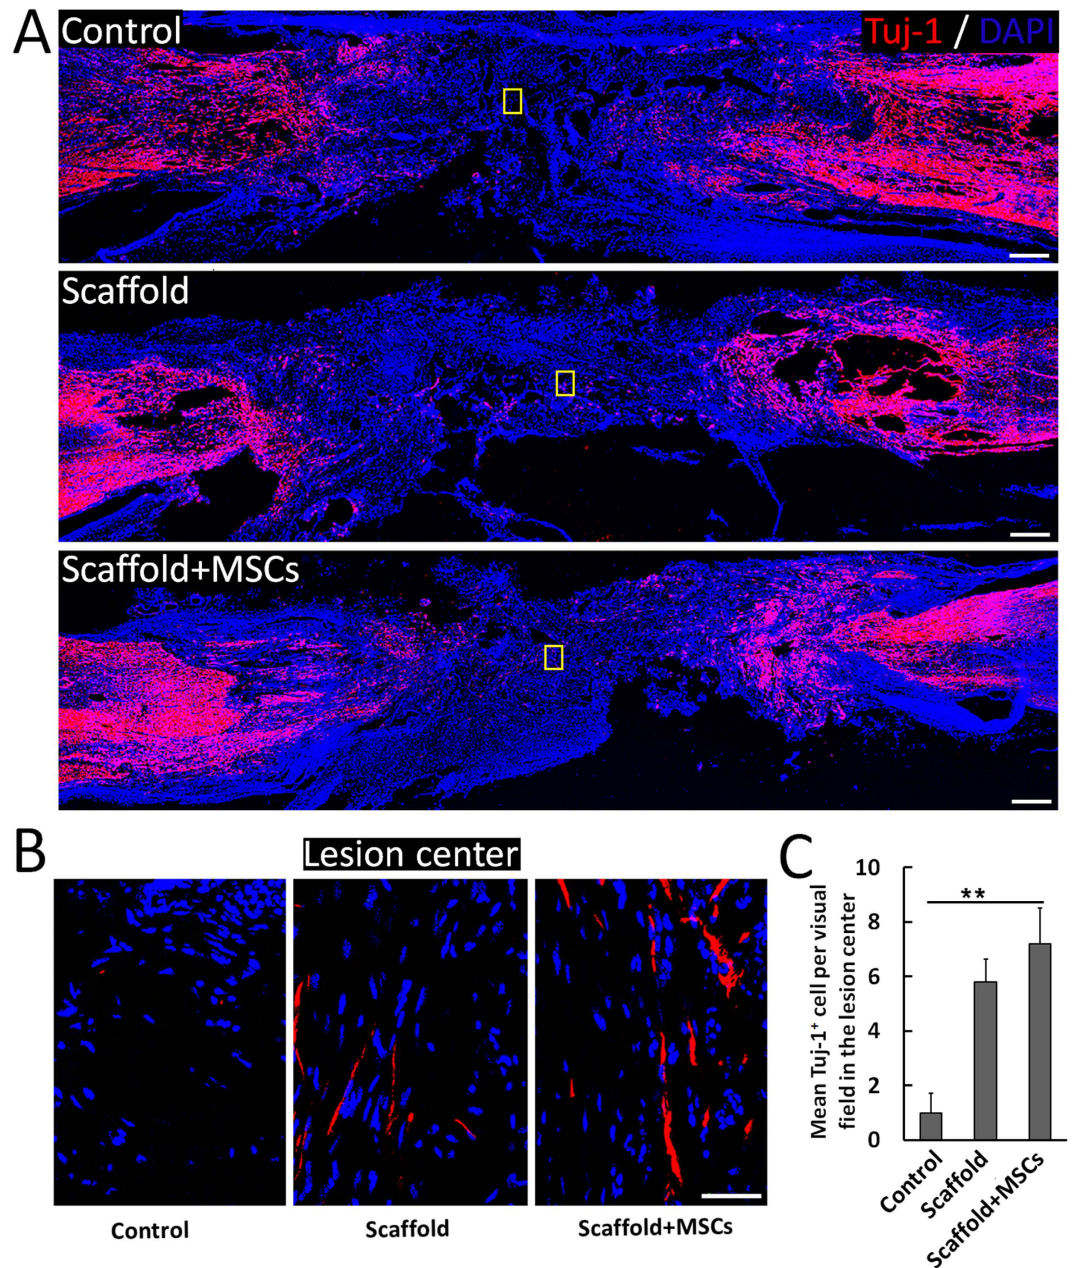 A
Control
Tuj-1 / DAPI
Scaffold
Scaffold+MSCs
B
Lesion center
Control
Scaffold
Scaffold+MSCs
C
Mean Tuj-1⁺ cell per visual
field in the lesion center
10
8
6
4
2
0
**
Control
Scaffold
Scaffold+MSCs